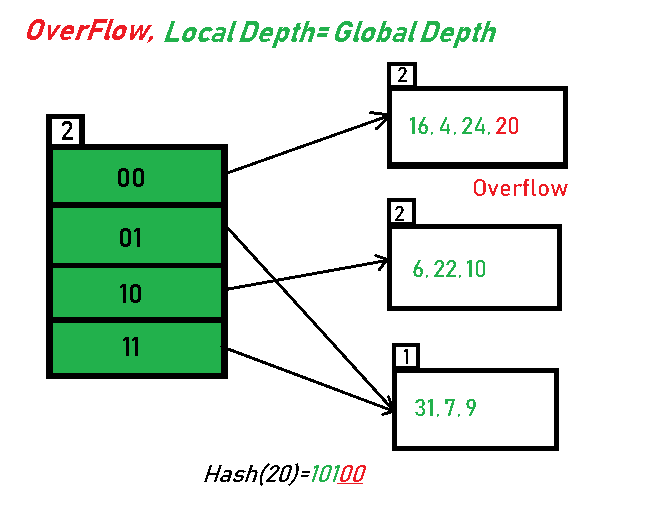 OverFlow, Local Depth= Global Depth
2
16, 4, 24, 20
Overflow
2
00
01
10
11
2
6, 22, 10
1
31, 7, 9
Hash(20)=10100